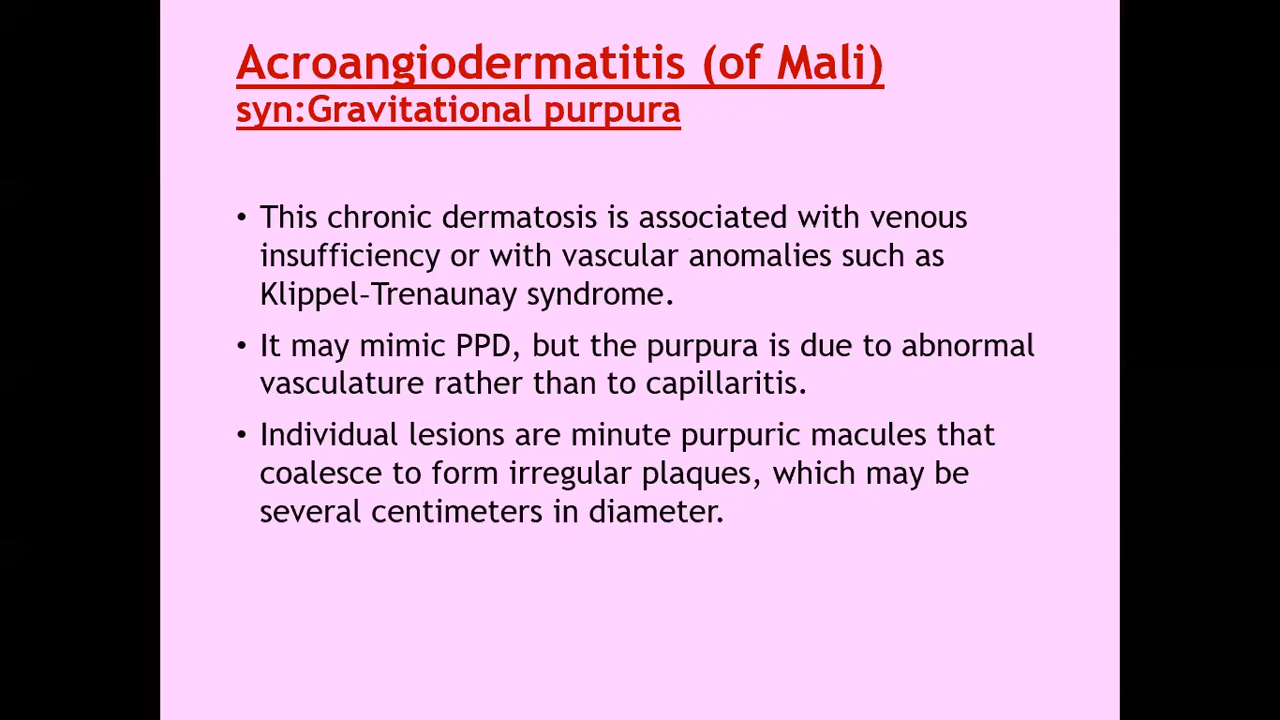 Acroangiodermatitis (of Mali)
syn:Gravitational purpura
• This chronic dermatosis is associated with venous
insufficiency or with vascular anomalies such as
Klippel–Trenaunay syndrome.
• It may mimic PPD, but the purpura is due to abnormal
vasculature rather than to capillaritis.
• Individual lesions are minute purpuric macules that
coalesce to form irregular plaques, which may be
several centimeters in diameter.